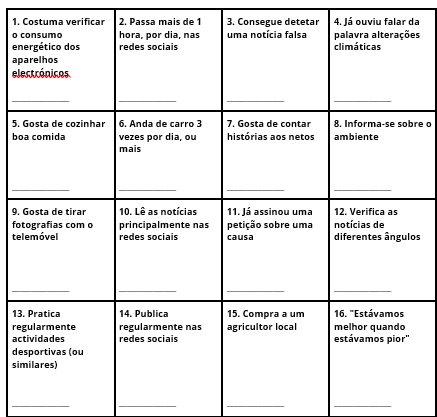 1. Costuma verificar
o consumo
energético dos
aparelhos
electrónicos
2. Passa mais de 1
hora, por dia, nas
redes sociais
3. Consegue detetar
uma notícia falsa
4. Já ouviu falar da
palavra alterações
climáticas
5. Gosta de cozinhar
boa comida
6. Anda de carro 3
vezes por dia, ou
mais
7. Gosta de contar
histórias aos netos
8. Informa-se sobre o
ambiente
9. Gosta de tirar
fotografias com o
telemóvel
10. Lê as notícias
principalmente nas
redes sociais
11. Já assinou uma
petição sobre uma
causa
12. Verifica as
notícias de
diferentes ângulos
13. Pratica
regularmente
actividades
desportivas (ou
similares)
14. Publica
regularmente nas
redes sociais
15. Compra a um
agricultor local
16. "Estávamos
melhor quando
estávamos pior"